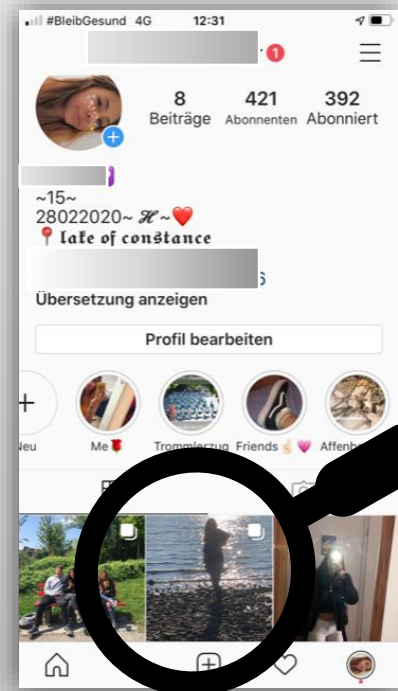 #BleibGesund 4G 12:31
1
8 421 392
Beiträge Abonnenten Abonniert
~15~
28022020~ ℋ ~❤️
📍 𝔩𝔞𝔨𝔢 𝔬𝔣 𝔠𝔬𝔫𝔰𝔱𝔞𝔫𝔠𝔢
Übersetzung anzeigen
Profil bearbeiten
Neu Me🌹 Trommlerzug Friends🤞🏻💗